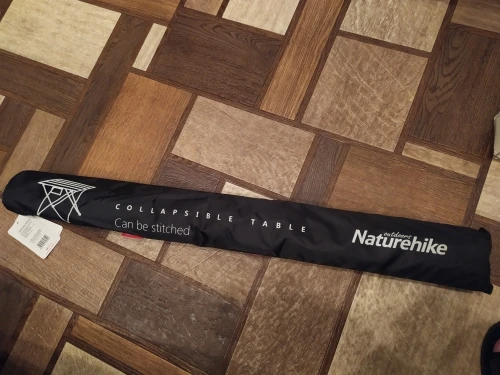 COLLAPSIBLE TABLE
Can be stitched
outdoors
Naturehike